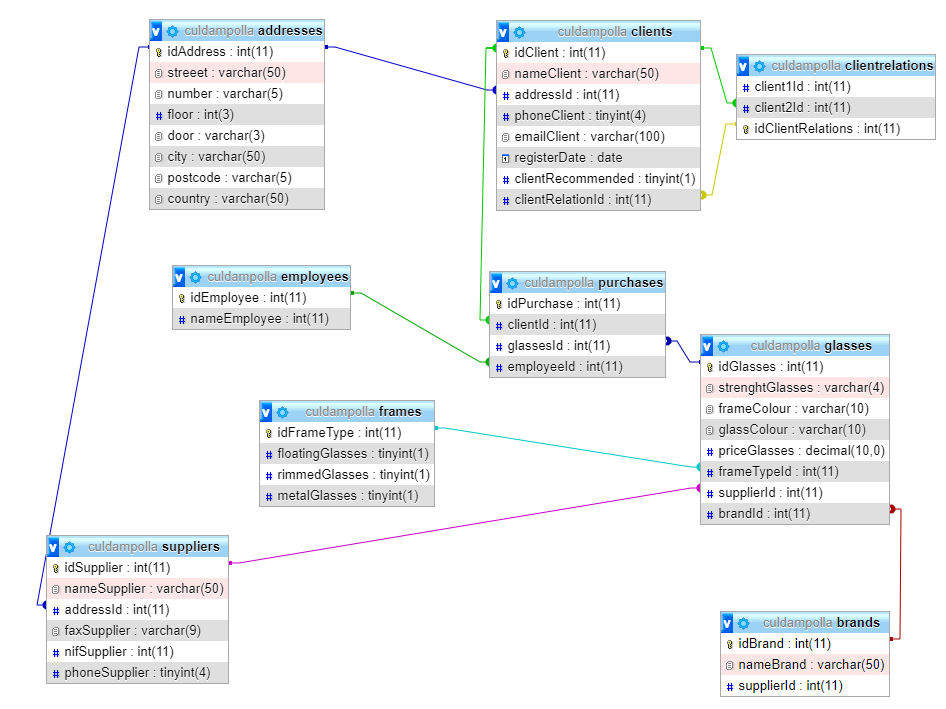 culdampolla addresses
idAddress : int(11)
streeet : varchar(50)
number : varchar(5)
floor : int(3)
door : varchar(3)
city : varchar(50)
postcode : varchar(5)
country : varchar(50)
culdampolla clients
idClient : int(11)
nameClient : varchar(50)
addressId : int(11)
phoneClient : tinyint(4)
emailClient : varchar(100)
registerDate : date
clientRecommended : tinyint(1)
clientRelationId : int(11)
culdampolla clientrelations
client1Id : int(11)
client2Id : int(11)
idClientRelations : int(11)
culdampolla employees
idEmployee : int(11)
nameEmployee : int(11)
culdampolla purchases
idPurchase : int(11)
clientId : int(11)
glassesId : int(11)
employeeId : int(11)
culdampolla glasses
idGlasses : int(11)
strenghtGlasses : varchar(4)
frameColour : varchar(10)
glassColour : varchar(10)
priceGlasses : decimal(10,0)
frameTypeId : int(11)
supplierId : int(11)
brandId : int(11)
culdampolla frames
idFrameType : int(11)
floatingGlasses : tinyint(1)
rimmedGlasses : tinyint(1)
metalGlasses : tinyint(1)
culdampolla suppliers
idSupplier : int(11)
nameSupplier : varchar(50)
addressId : int(11)
faxSupplier : varchar(9)
nifSupplier : int(11)
phoneSupplier : tinyint(4)
culdampolla brands
idBrand : int(11)
nameBrand : varchar(50)
supplierId : int(11)